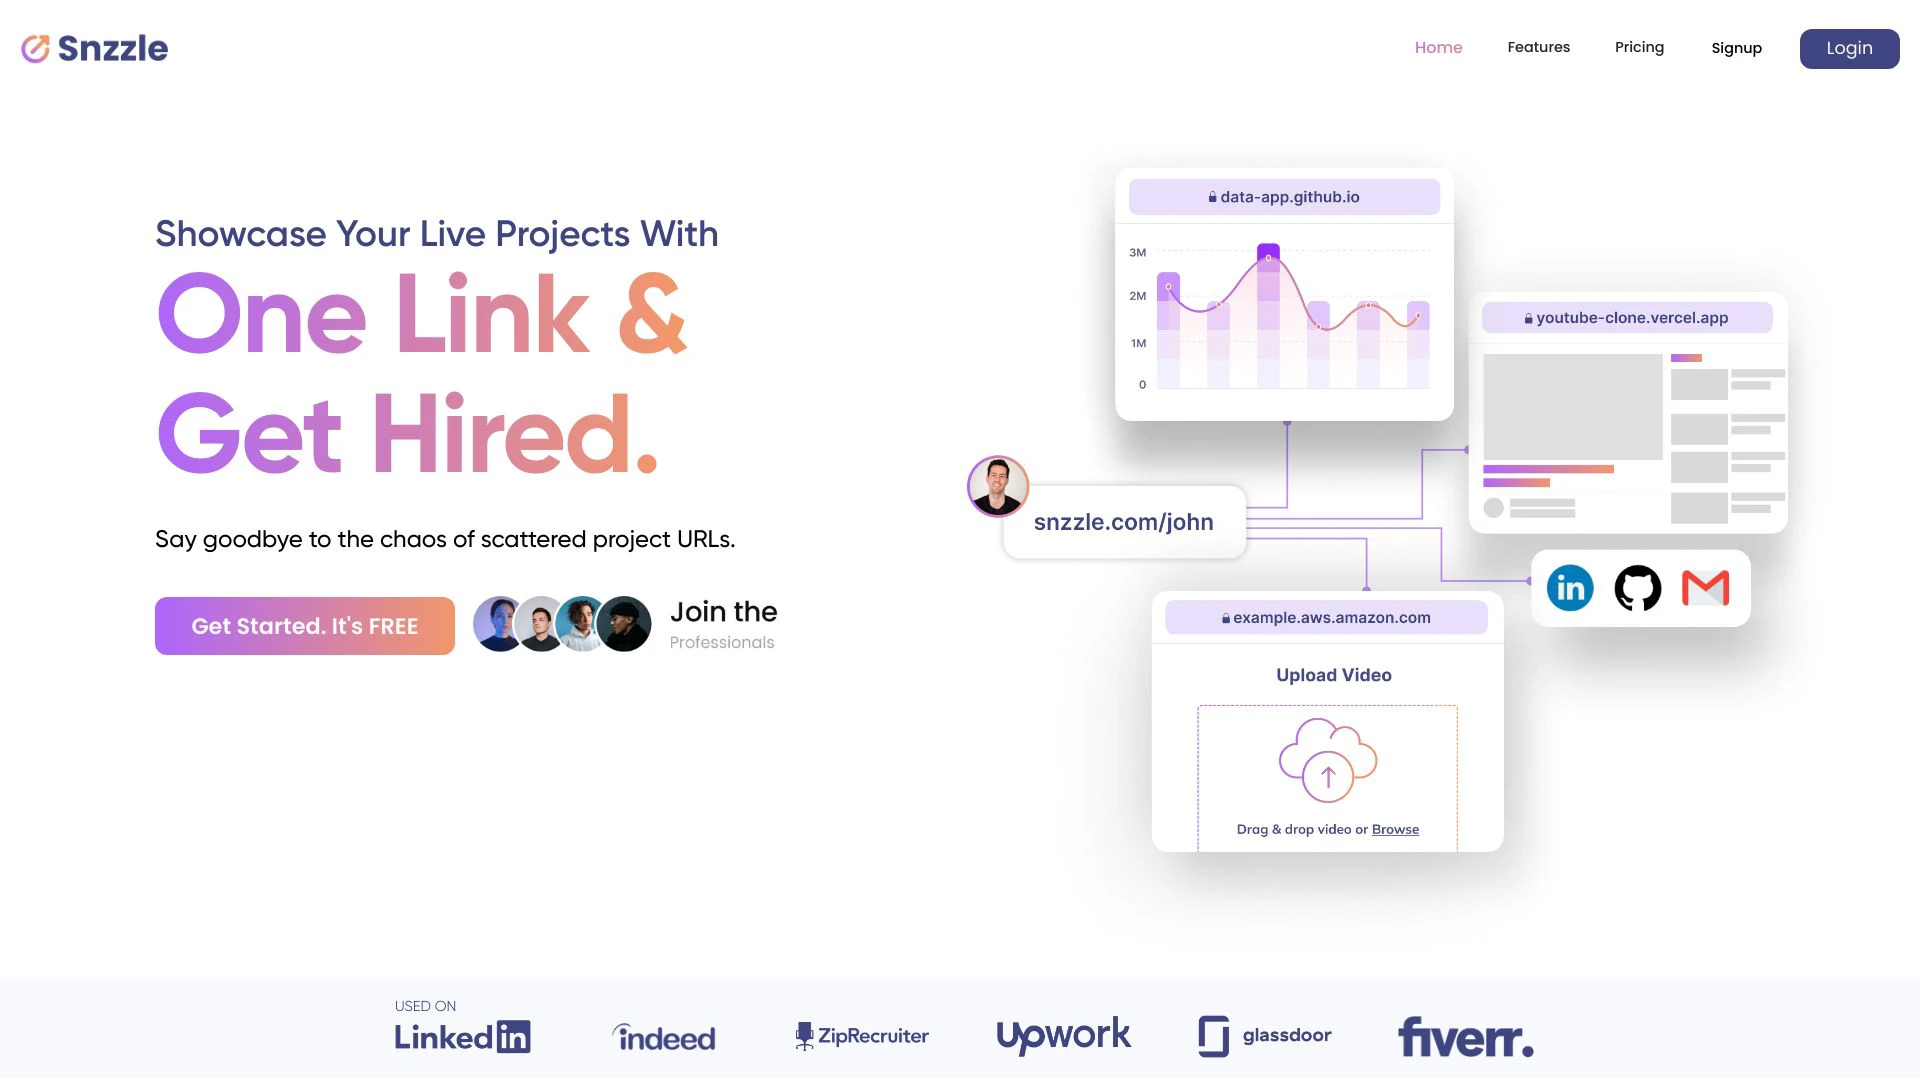 Snzzle
Home
Features
Pricing
Signup
Login
Showcase Your Live Projects With
One Link &
Get Hired.
Say goodbye to the chaos of scattered project URLs.
Get Started. It's FREE
Join the
Professionals
data-app.github.io
3M
2M
1M
0
youtube-clone.vercel.app
snzzle.com/john
in
example.aws.amazon.com
Upload Video
Drag & drop video or Browse
USED ON
Linkedin
indeed
ZipRecruiter
upwork
glassdoor
fiverr.